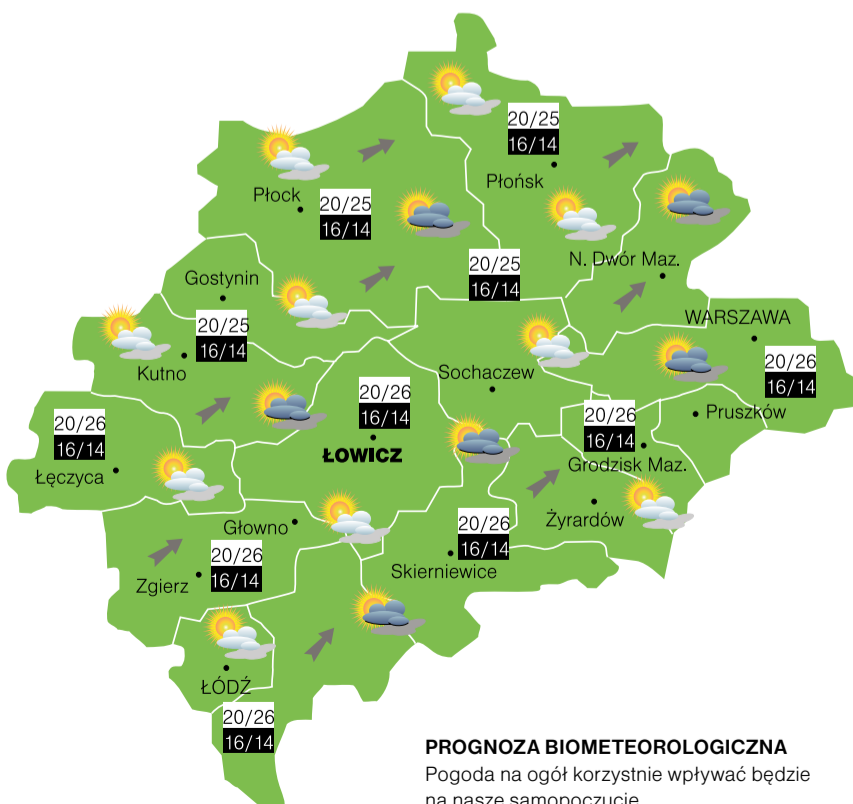 20/25
16/14
Płońsk
Płock
20/25
16/14
N. Dwór Maz.
20/25
16/14
Gostynin
20/25
16/14
Kutno
WARSZAWA
20/26
16/14
Sochaczew
20/26
16/14
ŁOWICZ
20/26
16/14
Pruszków
Grodzisk Maz.
20/26
16/14
Łęczyca
Żyrardów
Głowno
20/26
16/14
Skierniewice
20/26
16/14
Zgierz
ŁÓDŹ
20/26
16/14
PROGNOZA BIOMETEOROLOGICZNA
Pogoda na ogół korzystnie wpływać będzie
na nasze samopoczucie